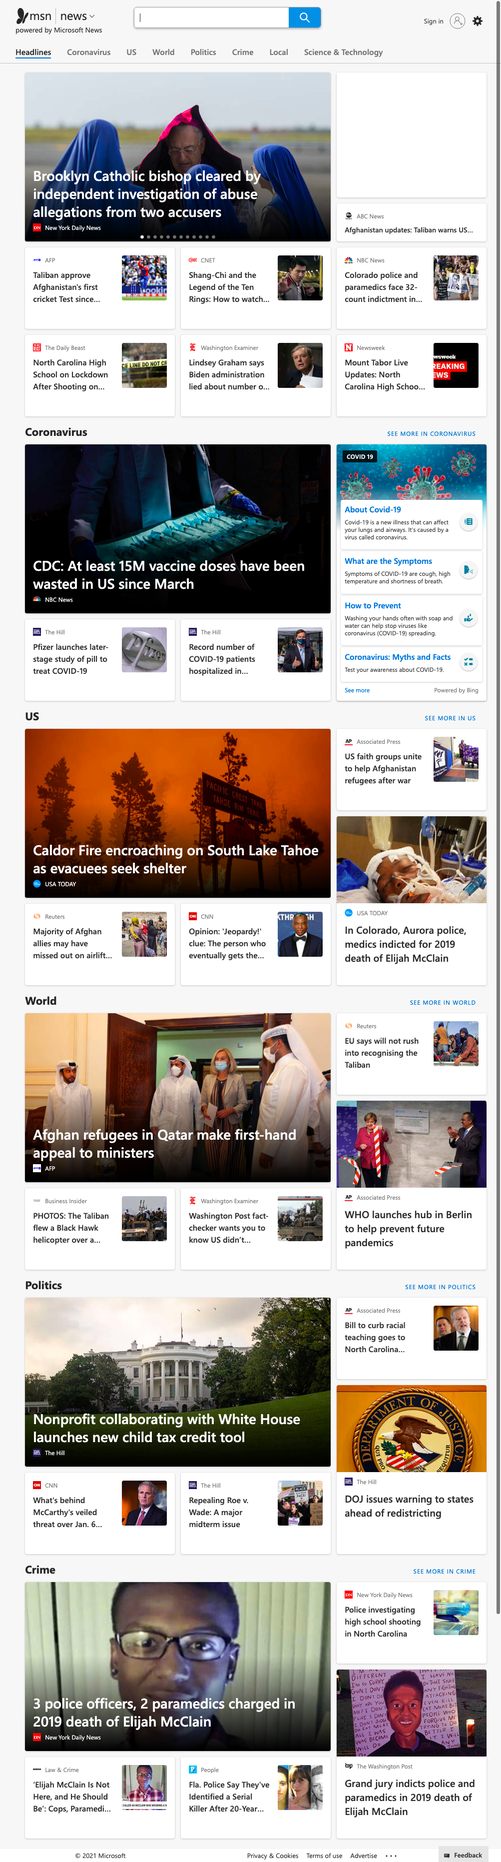 msn | news
powered by Microsoft News
Sign in
Headlines Coronavirus US World Politics Crime Local Science & Technology
Brooklyn Catholic bishop cleared by
independent investigation of abuse
allegations from two accusers
New York Daily News
ABC News
Afghanistan updates: Taliban warns US...
AFP
Taliban approve
Afghanistan's first
cricket Test since...
CNET
Shang-Chi and the
Legend of the Ten
Rings: How to watch...
NBC News
Colorado police and
paramedics face 32-
count indictment in...
The Daily Beast
North Carolina High
School on Lockdown
After Shooting on...
Washington Examiner
Lindsey Graham says
Biden administration
lied about number o...
Newsweek
Mount Tabor Live
Updates: North
Carolina High Schoo...
Coronavirus
SEE MORE IN CORONAVIRUS
CDC: At least 15M vaccine doses have been
wasted in US since March
NBC News
COVID 19
About Covid-19
Covid-19 is a new illness that can affect
your lungs and airways. It's caused by a
virus called coronavirus.
What are the Symptoms
Symptoms of COVID-19 are cough, high
temperature and shortness of breath.
How to Prevent
Washing your hands often with soap and
water can help stop viruses like
coronavirus (COVID-19) spreading.
Coronavirus: Myths and Facts
Test your awareness about COVID-19.
See more
Powered by Bing
The Hill
Pfizer launches later-
stage study of pill to
treat COVID-19
The Hill
Record number of
COVID-19 patients
hospitalized in...
US
SEE MORE IN US
PACIFIC CREST TRAIL
TAHOE RIM TRAIL
Caldor Fire encroaching on South Lake Tahoe
as evacuees seek shelter
USA TODAY
Associated Press
US faith groups unite
to help Afghanistan
refugees after war
Reuters
Majority of Afghan
allies may have
missed out on airlift...
CNN
Opinion: 'Jeopardy!'
clue: The person who
eventually gets the...
USA TODAY
In Colorado, Aurora police,
medics indicted for 2019
death of Elijah McClain
World
SEE MORE IN WORLD
Afghan refugees in Qatar make first-hand
appeal to ministers
AFP
Reuters
EU says will not rush
into recognising the
Taliban
Business Insider
PHOTOS: The Taliban
flew a Black Hawk
helicopter over a...
Washington Examiner
Washington Post fact-
checker wants you to
know US didn't...
Associated Press
WHO launches hub in Berlin
to help prevent future
pandemics
Politics
SEE MORE IN POLITICS
Nonprofit collaborating with White House
launches new child tax credit tool
The Hill
Associated Press
Bill to curb racial
teaching goes to
North Carolina...
CNN
What's behind
McCarthy's veiled
threat over Jan. 6...
The Hill
Repealing Roe v.
Wade: A major
midterm issue
DEPARTMENT OF JUSTICE
The Hill
DOJ issues warning to states
ahead of redistricting
Crime
SEE MORE IN CRIME
3 police officers, 2 paramedics charged in
2019 death of Elijah McClain
New York Daily News
New York Daily News
Police investigating
high school shooting
in North Carolina
Law & Crime
'Elijah McClain Is Not
Here, and He Should
Be': Cops, Paramedi...
People
Fla. Police Say They've
Identified a Serial
Killer After 20-Year...
The Washington Post
Grand jury indicts police and
paramedics in 2019 death of
Elijah McClain
© 2021 Microsoft
Privacy & Cookies Terms of use Advertise ...
Feedback